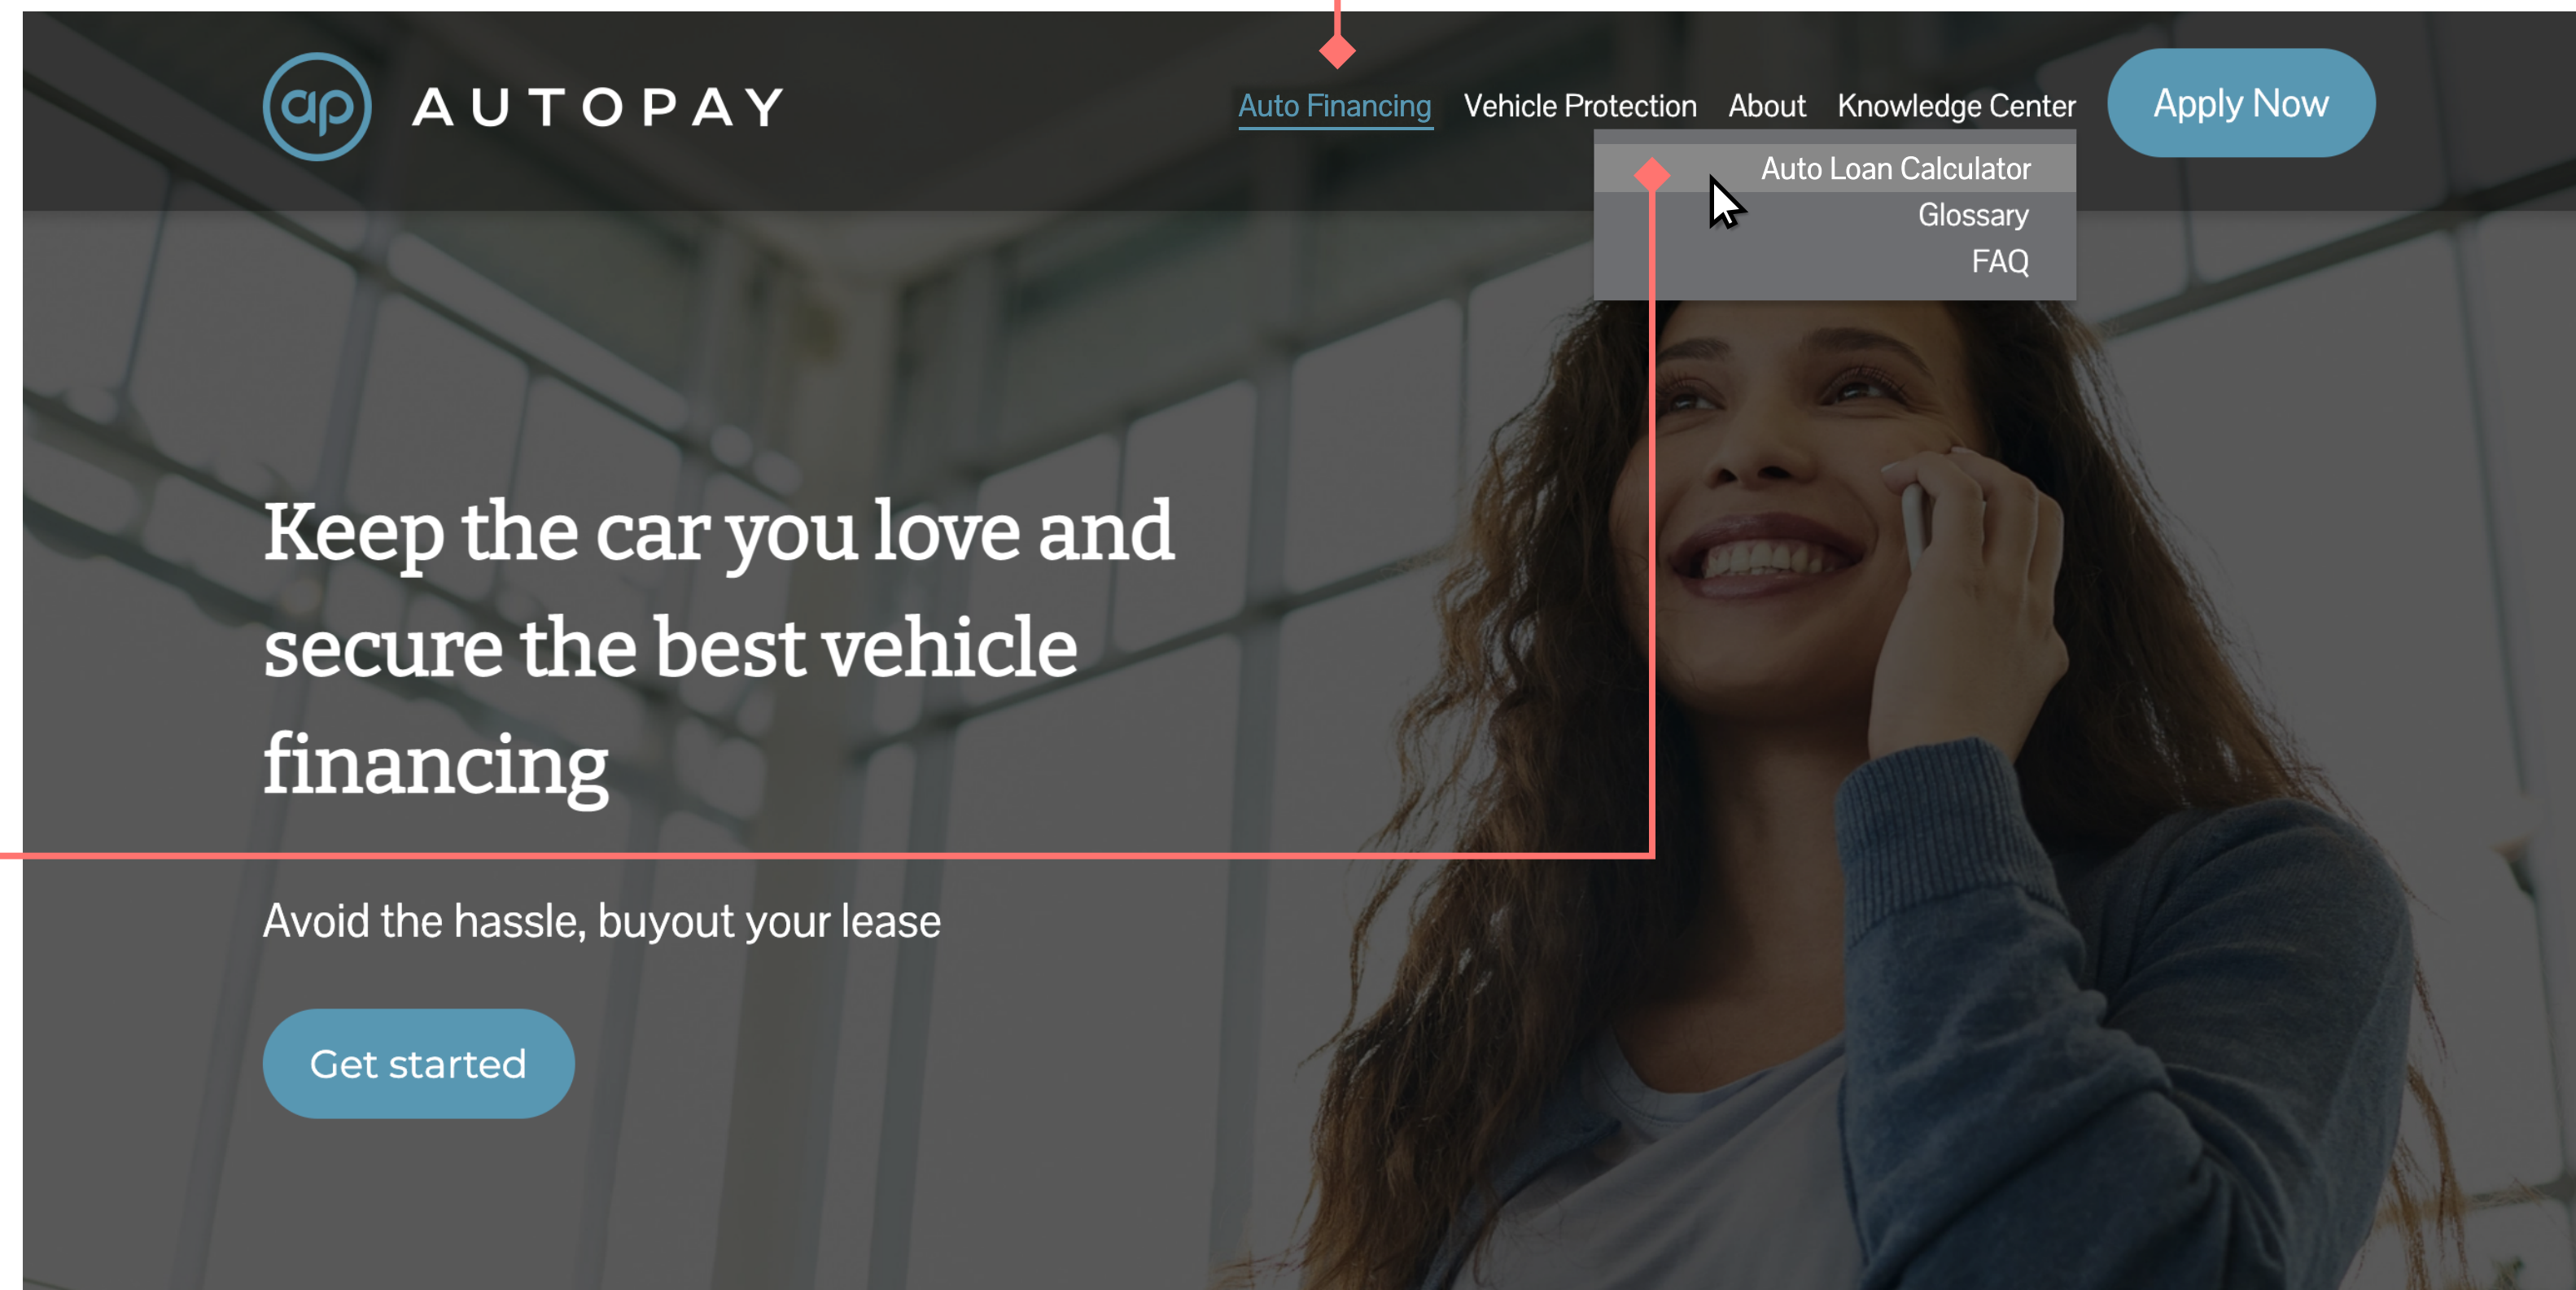 ap AUTOPAY
Auto Financing Vehicle Protection About Knowledge Center Apply Now
Auto Loan Calculator
Glossary
FAQ
Keep the car you love and
secure the best vehicle
financing
Avoid the hassle, buyout your lease
Get started